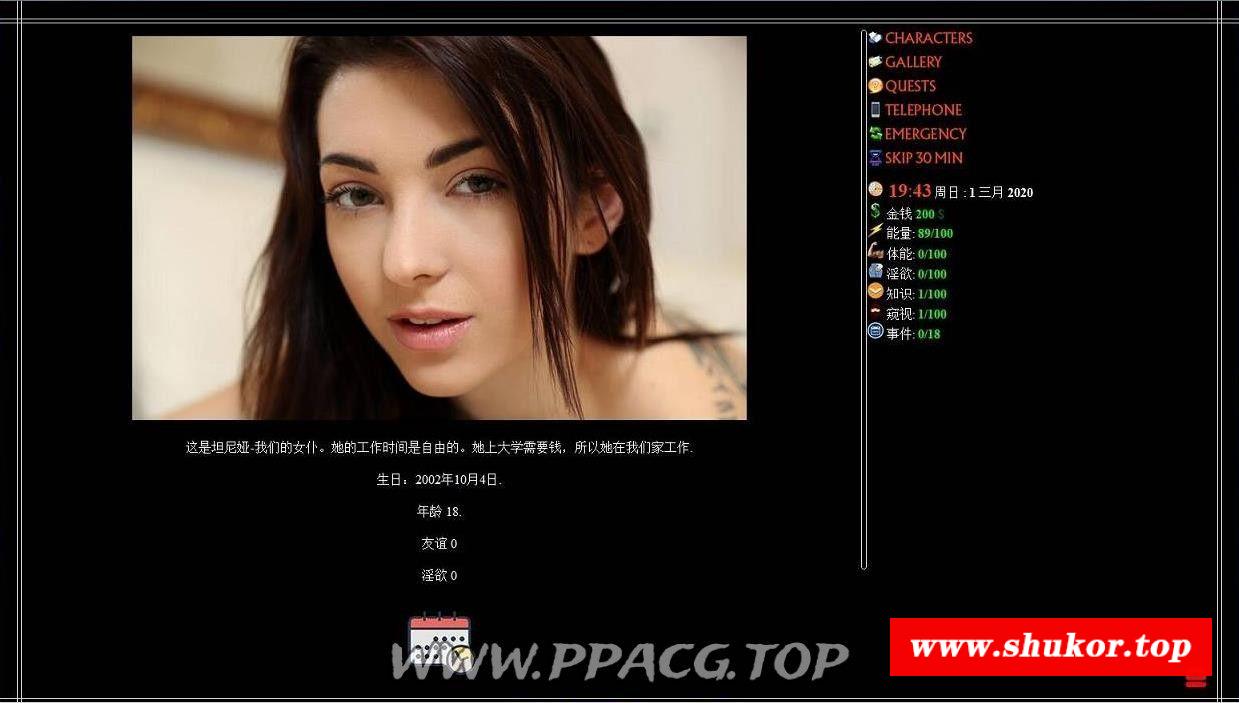 CHARACTERS
GALLERY
QUESTS
TELEPHONE
EMERGENCY
SKIP 30 MIN
19:43 周日 : 1 三月 2020
金钱 200 $
能量: 89/100
体能: 0/100
淫欲: 0/100
知识: 1/100
窥视: 1/100
事件: 0/18
这是坦尼娅-我们的女仆。她的工作时间是自由的。她上大学需要钱，所以她在我们家工作.
生日：2002年10月4日.
年龄 18.
友谊 0
淫欲 0
WWW.PPACG.TOP
www.shukor.top